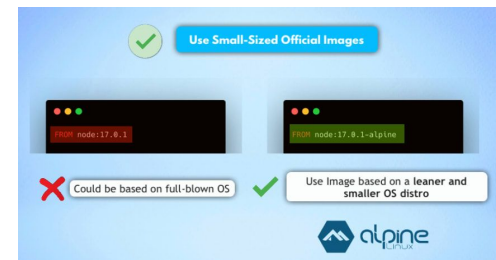 Use Small-Sized Official Images
FROM node:17.0.1
FROM node:17.0.1-alpine
Could be based on full-blown OS
Use Image based on a leaner and
smaller OS distro
alpine
LINUX